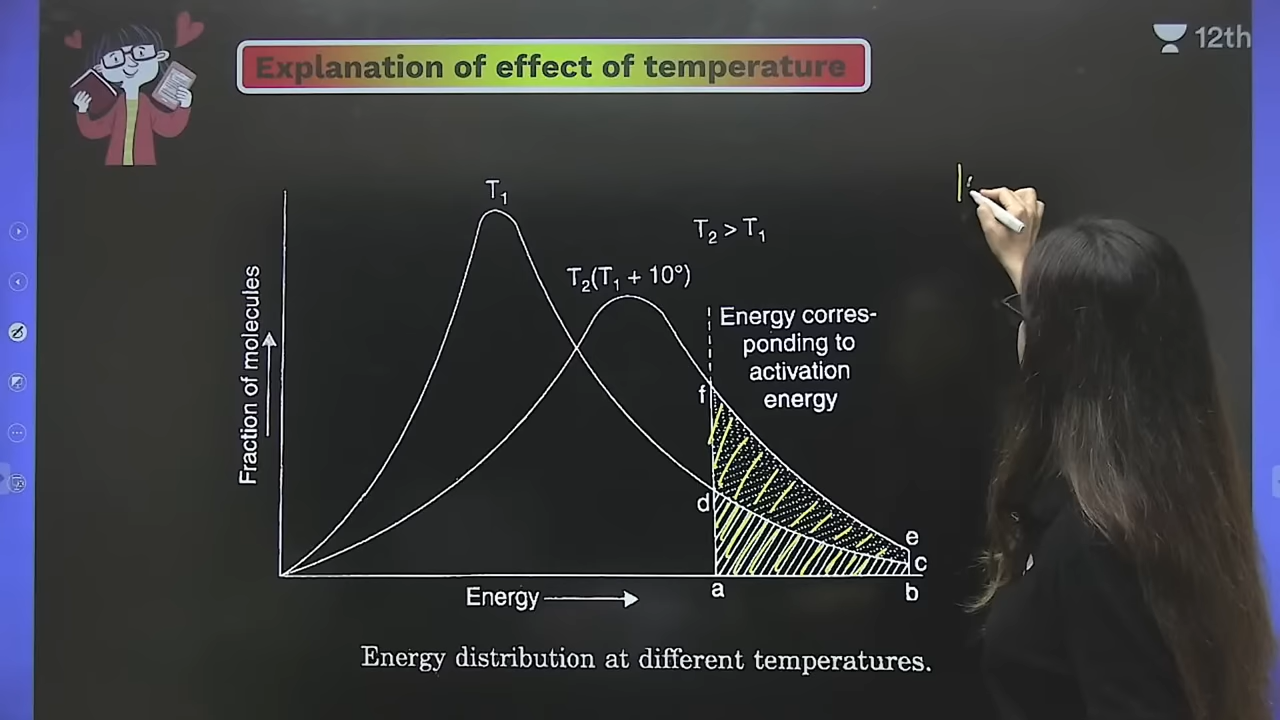 12th
Explanation of effect of temperature
T₁
T₂ > T₁
T₂(T₁ + 10°)
Energy corres-
ponding to
activation
energy
Fraction of molecules
f
d
e
c
a
b
Energy
Energy distribution at different temperatures.